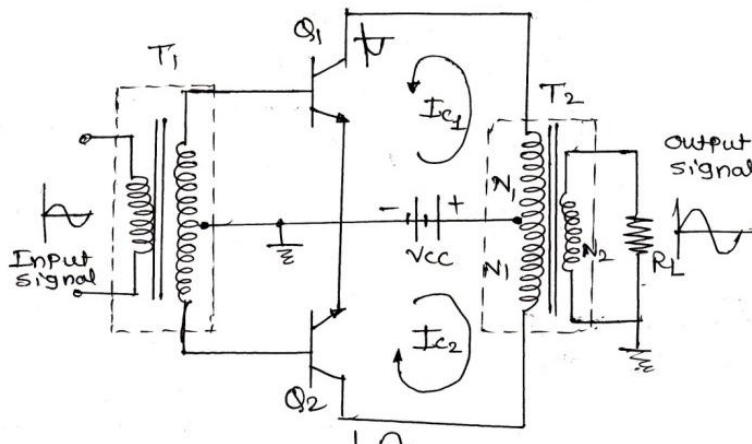 Q1
T1
Ic1
T2
Output
signal
N1
- +
Vcc
N1
N2
RL
Input
signal
Ic2
Q2